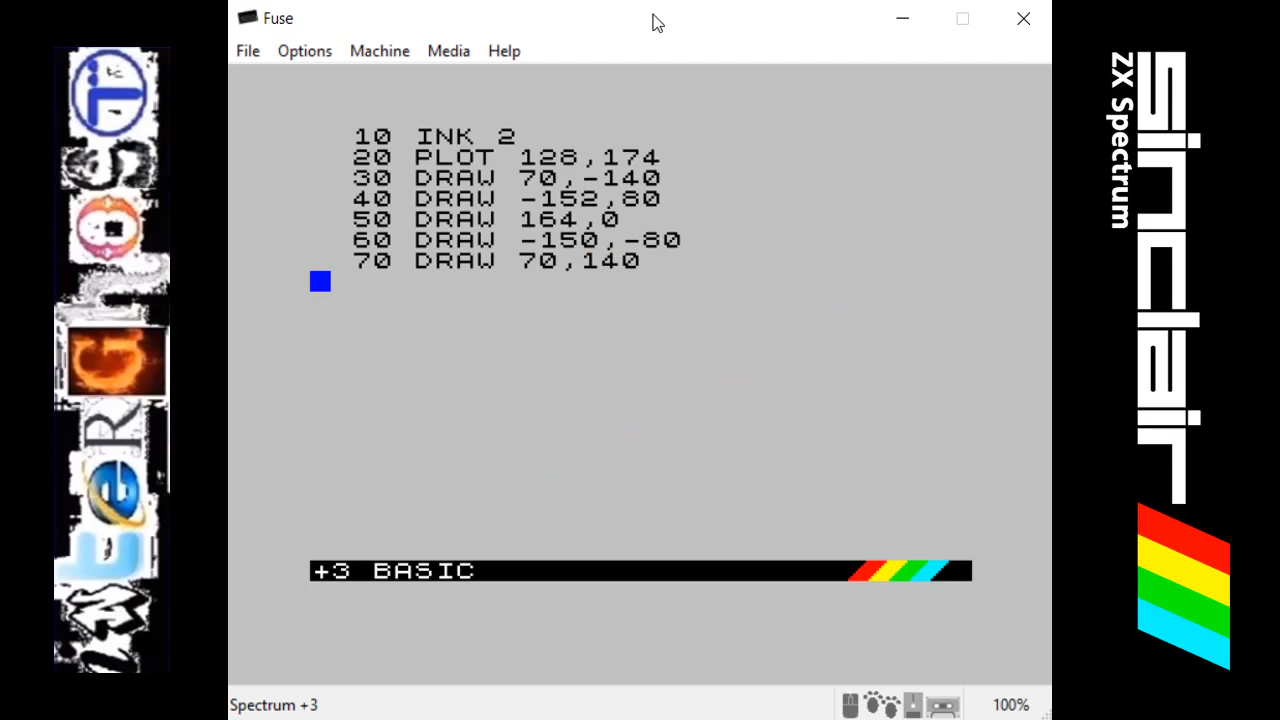 Fuse
File Options Machine Media Help
10 INK 2
20 PLOT 128,174
30 DRAW 70,-140
40 DRAW -152,80
50 DRAW 164,0
60 DRAW -150,-80
70 DRAW 70,140
+3 BASIC
Spectrum +3
100%
sinclair
ZX Spectrum